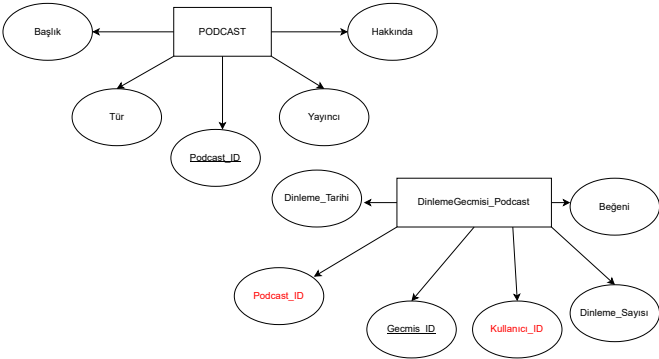 PODCAST
Başlık
Hakkında
Tür
Yayıncı
Podcast_ID
DinlemeGecmisi_Podcast
Dinleme_Tarihi
Beğeni
Podcast_ID
Gecmis_ID
Kullanıcı_ID
Dinleme_Sayısı